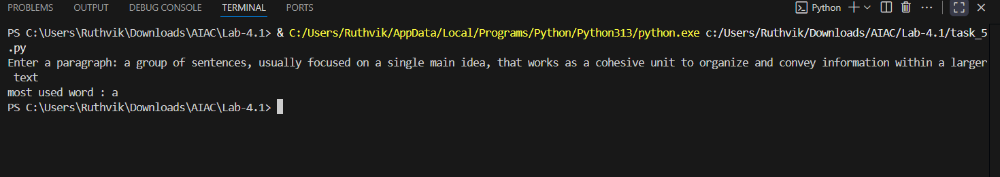 PROBLEMS OUTPUT DEBUG CONSOLE TERMINAL PORTS Python
PS C:\Users\Ruthvik\Downloads\AIAC\Lab-4.1> & C:/Users/Ruthvik/AppData/Local/Programs/Python/Python313/python.exe c:/Users/Ruthvik/Downloads/AIAC/Lab-4.1/task_5
.py
Enter a paragraph: a group of sentences, usually focused on a single main idea, that works as a cohesive unit to organize and convey information within a larger
text
most used word : a
PS C:\Users\Ruthvik\Downloads\AIAC\Lab-4.1>